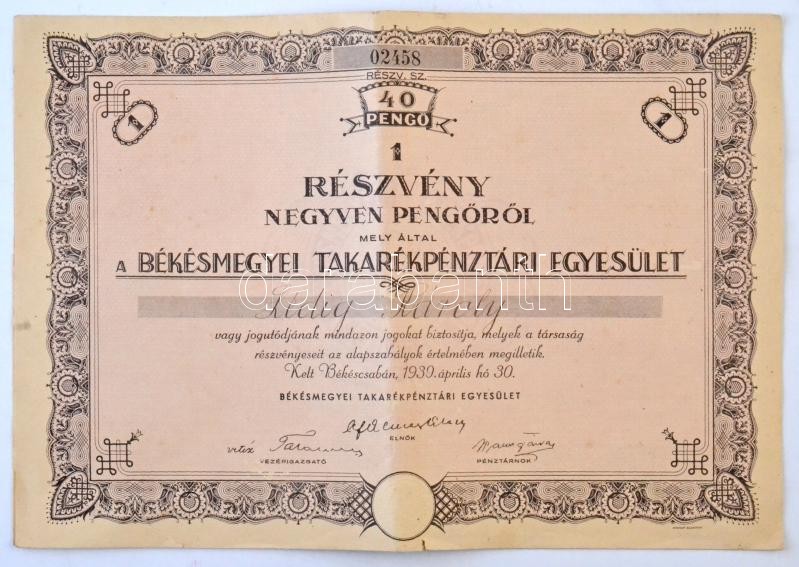 02458
RÉSZV. SZ.
40
PENGŐ
1 1
1
RÉSZVÉNY
NEGYVEN PENGŐRŐL
MELY ÁLTAL
A BÉKÉSMEGYEI TAKARÉKPÉNZTÁRI EGYESÜLET
Károly
vagy jogutódjának mindazon jogokat biztosítja, melyek a társaság
részvényeseit az alapszabályok értelmében megilletik.
Kelt Békéscsabán, 1939. április hó 30.
BÉKÉSMEGYEI TAKARÉKPÉNZTÁRI EGYESÜLET
ELNÖK
vitéz
VEZÉRIGAZGATÓ
PÉNZTÁRNOK
darabanth